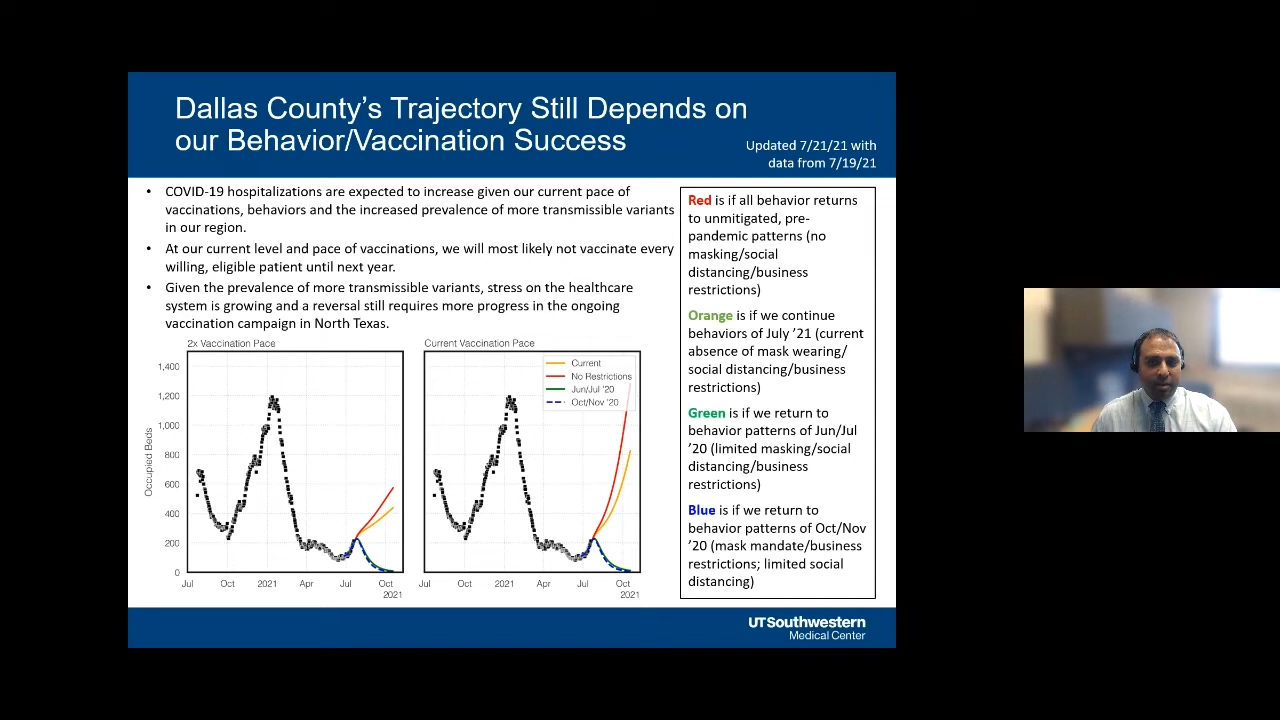 Dallas County's Trajectory Still Depends on
our Behavior/Vaccination Success
Updated 7/21/21 with
data from 7/19/21
• COVID-19 hospitalizations are expected to increase given our current pace of
vaccinations, behaviors and the increased prevalence of more transmissible variants
in our region.
• At our current level and pace of vaccinations, we will most likely not vaccinate every
willing, eligible patient until next year.
• Given the prevalence of more transmissible variants, stress on the healthcare
system is growing and a reversal still requires more progress in the ongoing
vaccination campaign in North Texas.
2x Vaccination Pace
Occupied Beds
1,400
1,200
1,000
800
600
400
200
0
Jul Oct 2021 Apr Jul Oct
2021
Current Vaccination Pace
Current
No Restrictions
Jun/Jul '20
Oct/Nov '20
Jul Oct 2021 Apr Jul Oct
2021
Red is if all behavior returns
to unmitigated, pre-
pandemic patterns (no
masking/social
distancing/business
restrictions)
Orange is if we continue
behaviors of July '21 (current
absence of mask wearing/
social distancing/business
restrictions)
Green is if we return to
behavior patterns of Jun/Jul
'20 (limited masking/social
distancing/business
restrictions)
Blue is if we return to
behavior patterns of Oct/Nov
'20 (mask mandate/business
restrictions; limited social
distancing)
UTSouthwestern
Medical Center